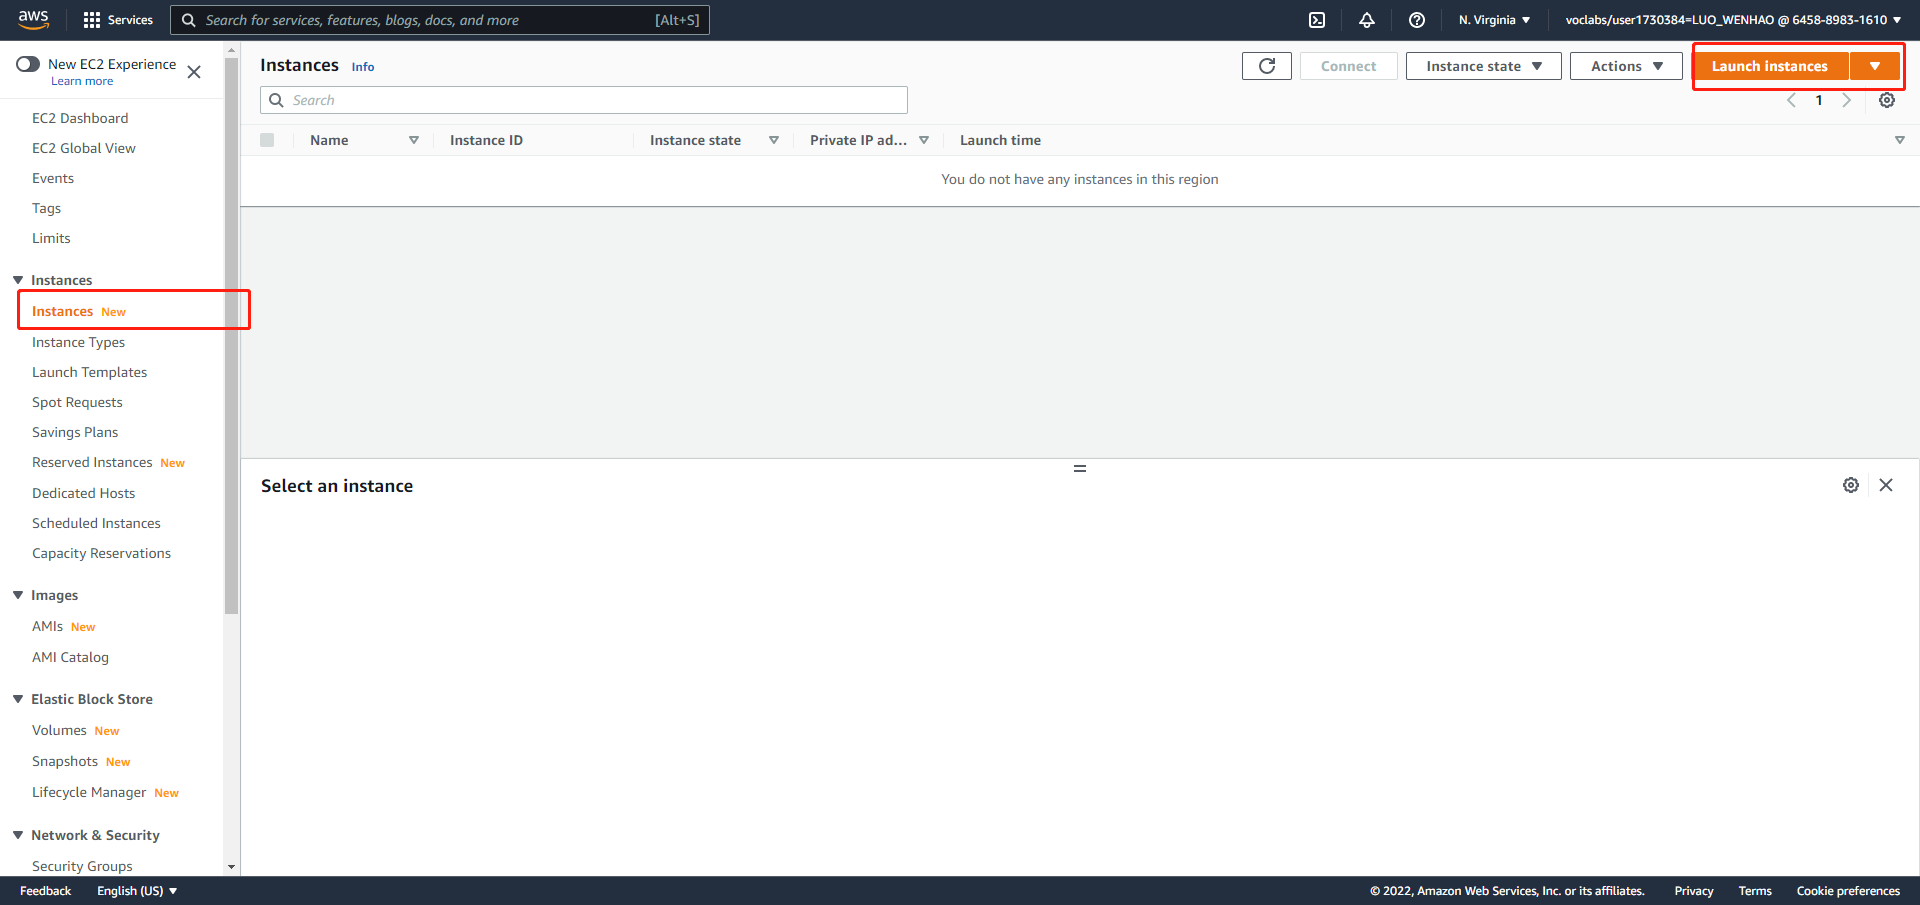 aws
Services
Search for services, features, blogs, docs, and more [Alt+S]
N. Virginia
voclabs/user1730384=LUO_WENHAO @ 6458-8983-1610
New EC2 Experience
Learn more
EC2 Dashboard
EC2 Global View
Events
Tags
Limits
Instances
Instances New
Instance Types
Launch Templates
Spot Requests
Savings Plans
Reserved Instances New
Dedicated Hosts
Scheduled Instances
Capacity Reservations
Images
AMIs New
AMI Catalog
Elastic Block Store
Volumes New
Snapshots New
Lifecycle Manager New
Network & Security
Security Groups
Instances Info
Connect
Instance state
Actions
Launch instances
Search
1
Name Instance ID Instance state Private IP ad... Launch time
You do not have any instances in this region
Select an instance
Feedback English (US) © 2022, Amazon Web Services, Inc. or its affiliates. Privacy Terms Cookie preferences